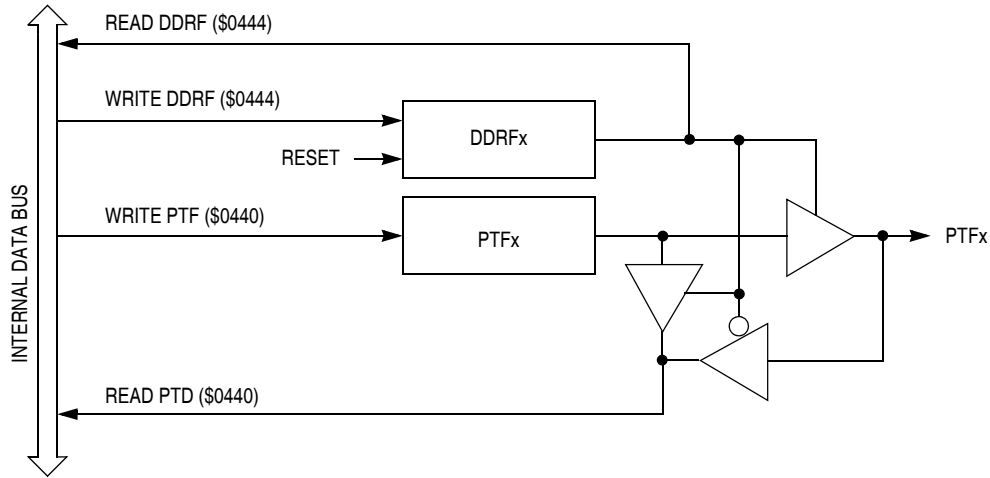 READ DDRF ($0444)
WRITE DDRF ($0444)
DDRFx
RESET
WRITE PTF ($0440)
PTFx
PTFx
INTERNAL DATA BUS
READ PTD ($0440)